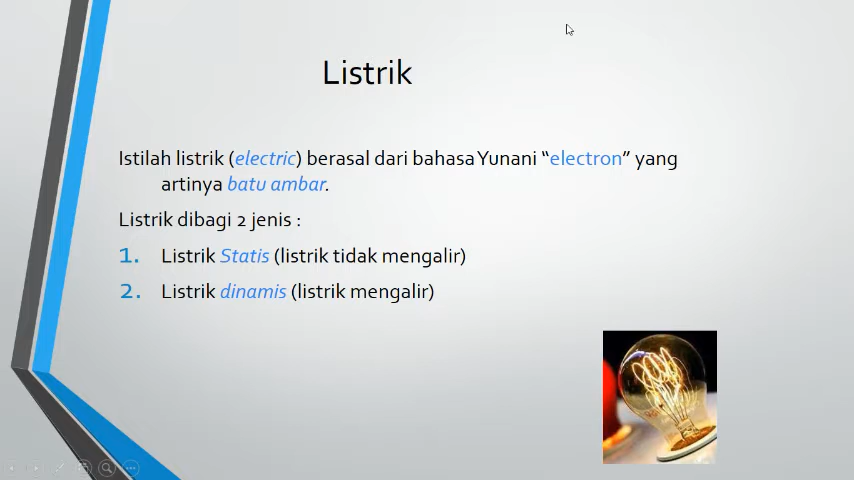 Listrik
Istilah listrik (electric) berasal dari bahasa Yunani “electron” yang
artinya batu ambar.
Listrik dibagi 2 jenis :
1. Listrik Statis (listrik tidak mengalir)
2. Listrik dinamis (listrik mengalir)